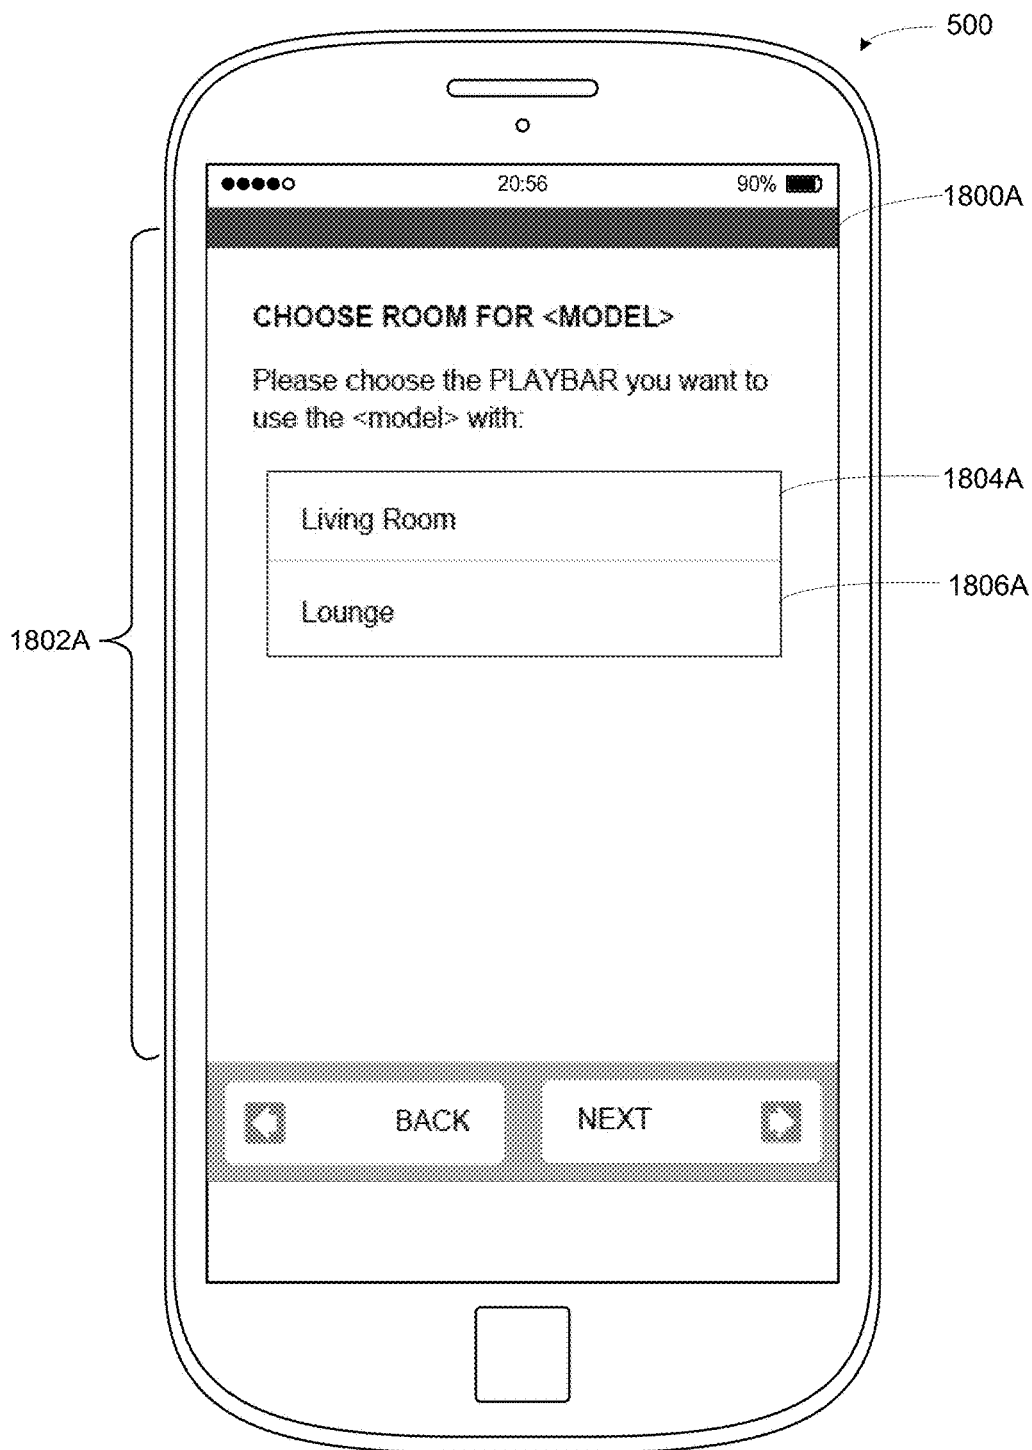 500
20:56
90%
1800A
CHOOSE ROOM FOR <MODEL>
Please choose the PLAYBAR you want to
use the <model> with:
1804A
Living Room
1806A
Lounge
1802A
BACK
NEXT